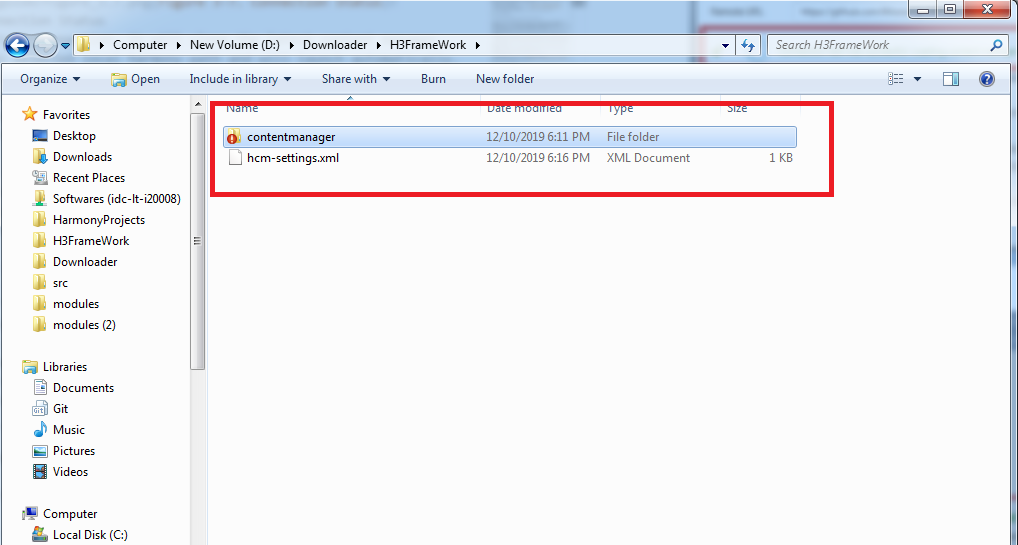 Computer New Volume (D:) Downloader H3FrameWork
Search H3FrameWork
Organize Open Include in library Share with Burn New folder
Name Date modified Type Size
contentmanager 12/10/2019 6:11 PM File folder
hcm-settings.xml 12/10/2019 6:16 PM XML Document 1 KB
Favorites
Desktop
Downloads
Recent Places
Softwares (idc-lt-i20008)
HarmonyProjects
H3FrameWork
Downloader
src
modules
modules (2)
Libraries
Documents
Git
Music
Pictures
Videos
Computer
Local Disk (C:)